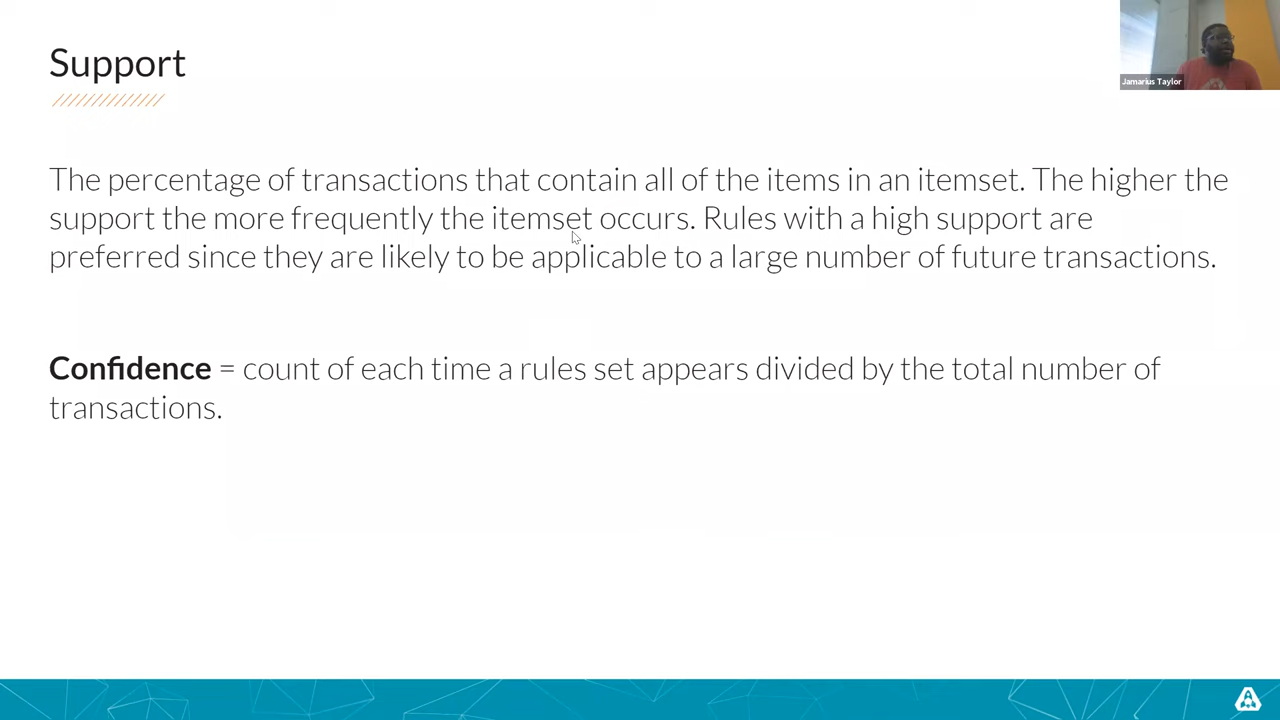 Support
Jamarius Taylor
The percentage of transactions that contain all of the items in an itemset. The higher the
support the more frequently the itemset occurs. Rules with a high support are
preferred since they are likely to be applicable to a large number of future transactions.
Confidence = count of each time a rules set appears divided by the total number of
transactions.